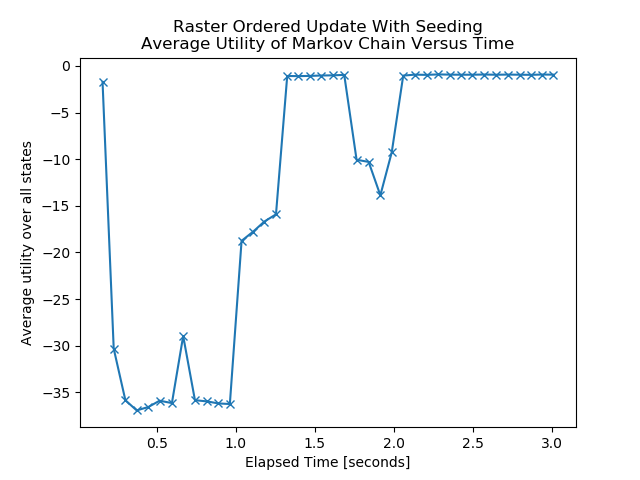 Raster Ordered Update With Seeding
Average Utility of Markov Chain Versus Time
Average utility over all states
0
−5
−10
−15
−20
−25
−30
−35
0.5 1.0 1.5 2.0 2.5 3.0
Elapsed Time [seconds]